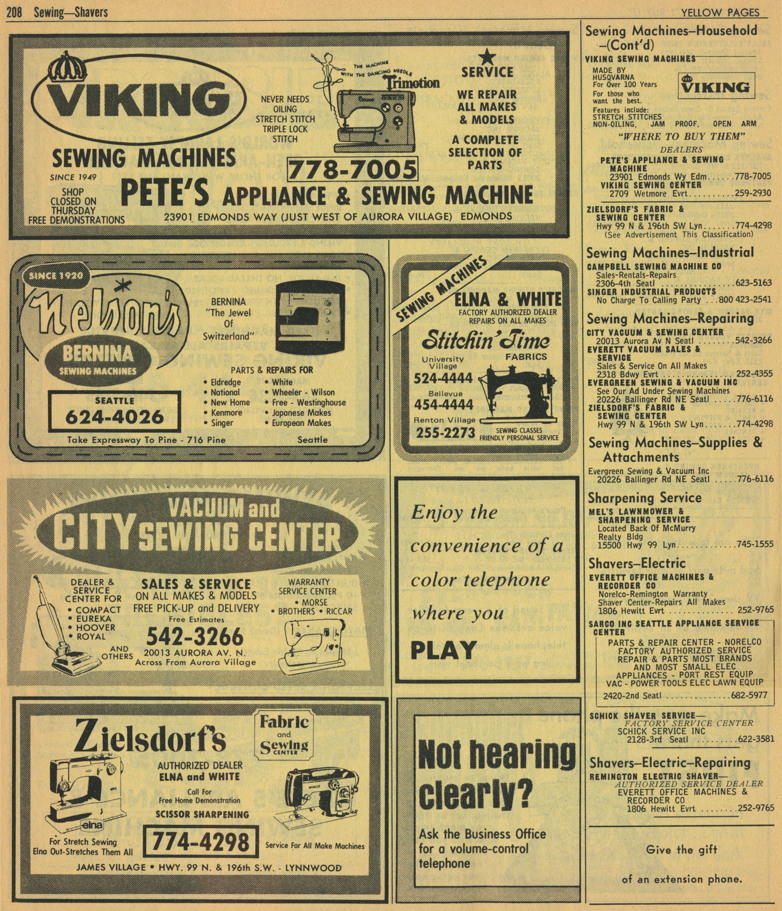 208 Sewing—Shavers
YELLOW PAGES
VIKING
SEWING MACHINES
SINCE 1949
NEVER NEEDS
OILING
STRETCH STITCH
TRIPLE LOCK
STITCH
THE MACHINE
WITH THE DANCING NEEDLE
Trimotion
SERVICE
WE REPAIR
ALL MAKES
& MODELS
A COMPLETE
SELECTION OF
PARTS
778-7005
SHOP
CLOSED ON
THURSDAY
FREE DEMONSTRATIONS
PETE'S APPLIANCE & SEWING MACHINE
23901 EDMONDS WAY (JUST WEST OF AURORA VILLAGE) EDMONDS
SINCE 1920
Nelson's
BERNINA
SEWING MACHINES
BERNINA
"The Jewel
Of
Switzerland"
SEATTLE
624-4026
PARTS & REPAIRS FOR
• Eldredge
• National
• New Home
• Kenmore
• Singer
• White
• Wheeler - Wilson
• Free - Westinghouse
• Japanese Makes
• European Makes
Take Expressway To Pine - 716 Pine Seattle
SEWING MACHINES
ELNA & WHITE
FACTORY AUTHORIZED DEALER
REPAIRS ON ALL MAKES
Stitchin' Time
FABRICS
University
Village
524-4444
Bellevue
454-4444
Renton Village
255-2273
SEWING CLASSES
FRIENDLY PERSONAL SERVICE
CITY VACUUM and
SEWING CENTER
DEALER &
SERVICE
CENTER FOR
• COMPACT
• EUREKA
• HOOVER
• ROYAL
AND
OTHERS
SALES & SERVICE
ON ALL MAKES & MODELS
FREE PICK-UP and DELIVERY
Free Estimates
542-3266
20013 AURORA AV. N.
Across From Aurora Village
WARRANTY
SERVICE CENTER
• MORSE
• BROTHERS • RICCAR
Enjoy the
convenience of a
color telephone
where you
PLAY
Zielsdorf's
Fabric
and
Sewing
CENTER
AUTHORIZED DEALER
ELNA and WHITE
Call For
Free Home Demonstration
SCISSOR SHARPENING
elna
For Stretch Sewing
Elna Out-Stretches Them All
774-4298
Service For All Make Machines
JAMES VILLAGE • HWY. 99 N. & 196th S.W. - LYNNWOOD
Not hearing
clearly?
Ask the Business Office
for a volume-control
telephone
Sewing Machines—Household
—(Cont'd)
VIKING SEWING MACHINES
MADE BY
HUSQVARNA
For Over 100 Years
For those who
want the best.
VIKING
Features include:
STRETCH STITCHES
NON-OILING, JAM PROOF, OPEN ARM
"WHERE TO BUY THEM"
DEALERS
PETE'S APPLIANCE & SEWING
MACHINE
23901 Edmonds Wy Edm......778-7005
VIKING SEWING CENTER
2709 Wetmore Evrt..........259-2930
ZIELSDORF'S FABRIC &
SEWING CENTER
Hwy 99 N & 196th SW Lyn......774-4298
(See Advertisement This Classification)
Sewing Machines—Industrial
CAMPBELL SEWING MACHINE CO
Sales-Rentals-Repairs
2306-4th Seatl ...............623-5163
SINGER INDUSTRIAL PRODUCTS
No Charge To Calling Party ...800 423-2541
Sewing Machines—Repairing
CITY VACUUM & SEWING CENTER
20013 Aurora Av N Seatl ........542-3266
EVERETT VACUUM SALES &
SERVICE
Sales & Service On All Makes
2318 Bdwy Evrt ..............252-4355
EVERGREEN SEWING & VACUUM INC
See Our Ad Under Sewing Machines
20226 Ballinger Rd NE Seatl .....776-6116
ZIELSDORF'S FABRIC &
SEWING CENTER
Hwy 99 N & 196th SW Lyn......774-4298
Sewing Machines—Supplies &
Attachments
Evergreen Sewing & Vacuum Inc
20226 Ballinger Rd NE Seatl .....776-6116
Sharpening Service
MEL'S LAWNMOWER &
SHARPENING SERVICE
Located Back Of McMurry
Realty Bldg
15500 Hwy 99 Lyn.............745-1555
Shavers—Electric
EVERETT OFFICE MACHINES &
RECORDER CO
Norelco-Remington Warranty
Shaver Center-Repairs All Makes
1806 Hewitt Evrt ..............252-9765
SARCO INC SEATTLE APPLIANCE SERVICE
CENTER
PARTS & REPAIR CENTER - NORELCO
FACTORY AUTHORIZED SERVICE
REPAIR & PARTS MOST BRANDS
AND MOST SMALL ELEC
APPLIANCES - PORT REST EQUIP
VAC - POWER TOOLS ELEC LAWN EQUIP
2420-2nd Seatl ................682-5977
SCHICK SHAVER SERVICE—
FACTORY SERVICE CENTER
SCHICK SERVICE INC
2128-3rd Seatl ............622-3581
Shavers—Electric—Repairing
REMINGTON ELECTRIC SHAVER—
AUTHORIZED SERVICE DEALER
EVERETT OFFICE MACHINES &
RECORDER CO
1806 Hewitt Evrt .........252-9765
Give the gift
of an extension phone.